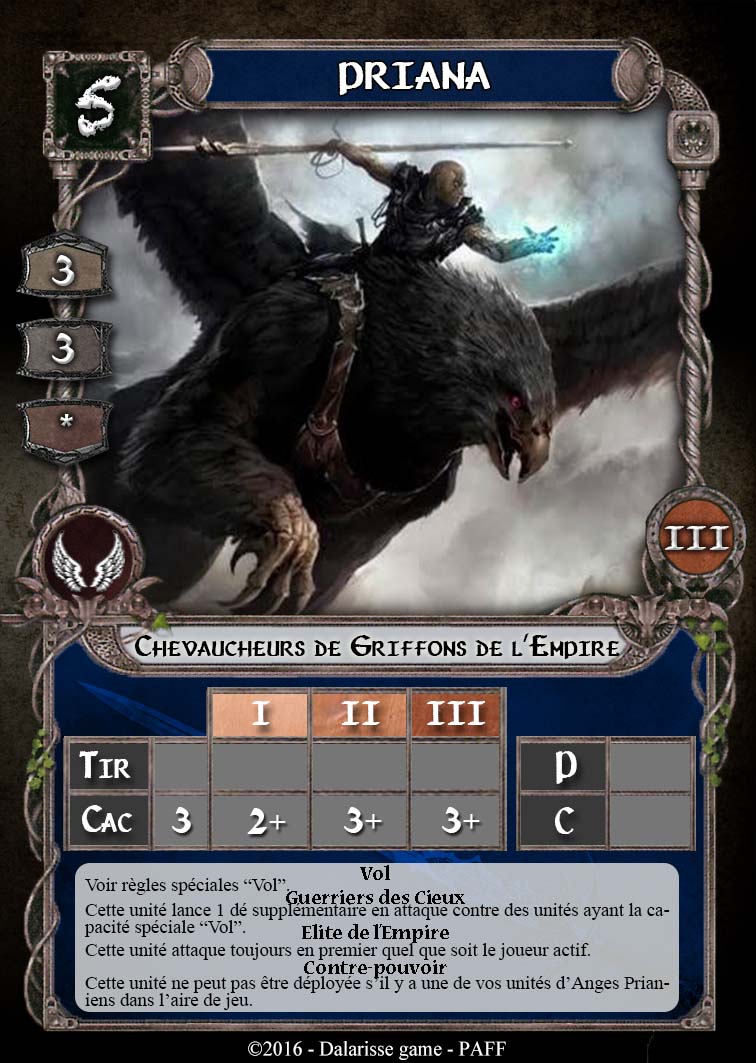 PRIANA
5
3
3
*
III
Chevaucheurs de Griffons de l'Empire
I II III
Tir P
Cac 3 2+ 3+ 3+ C
Vol
Voir règles spéciales “Vol”.
Guerriers des Cieux
Cette unité lance 1 dé supplémentaire en attaque contre des unités ayant la ca-
pacité spéciale “Vol”.
Elite de l'Empire
Cette unité attaque toujours en premier quel que soit le joueur actif.
Contre-pouvoir
Cette unité ne peut pas être déployée s’il y a une de vos unités d’Anges Prian-
iens dans l’aire de jeu.
©2016 - Dalarisse game - PAFF